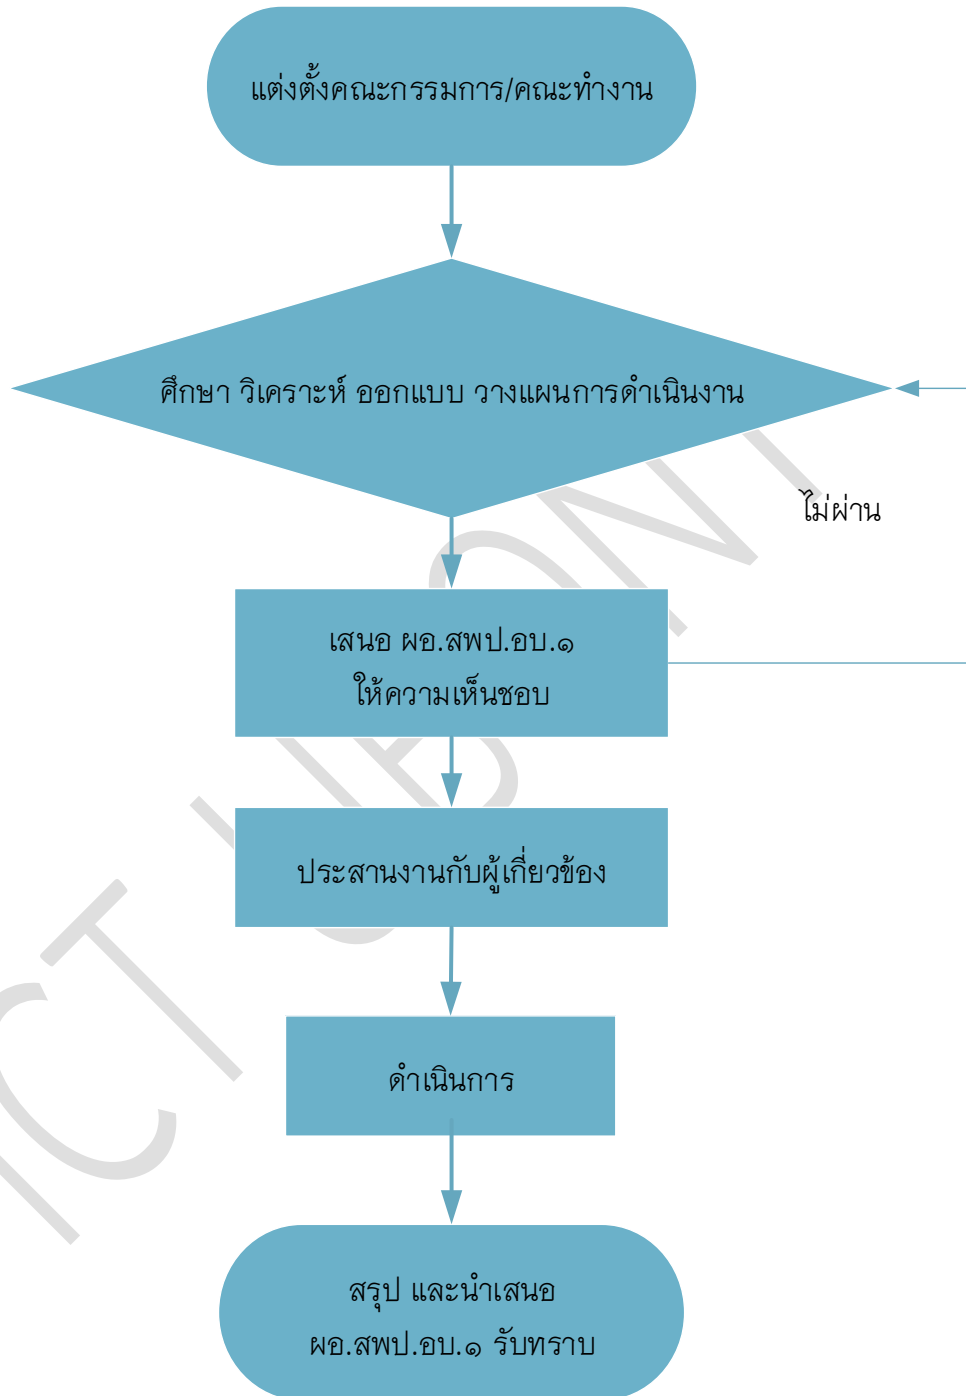 แต่งตั้งคณะกรรมการ/คณะทำงาน
ศึกษา วิเคราะห์ ออกแบบ วางแผนการดำเนินงาน
ไม่ผ่าน
เสนอ ผอ.สพป.อบ.๑
ให้ความเห็นชอบ
ประสานงานกับผู้เกี่ยวข้อง
ดำเนินการ
สรุป และนำเสนอ
ผอ.สพป.อบ.๑ รับทราบ
ICT UBON1